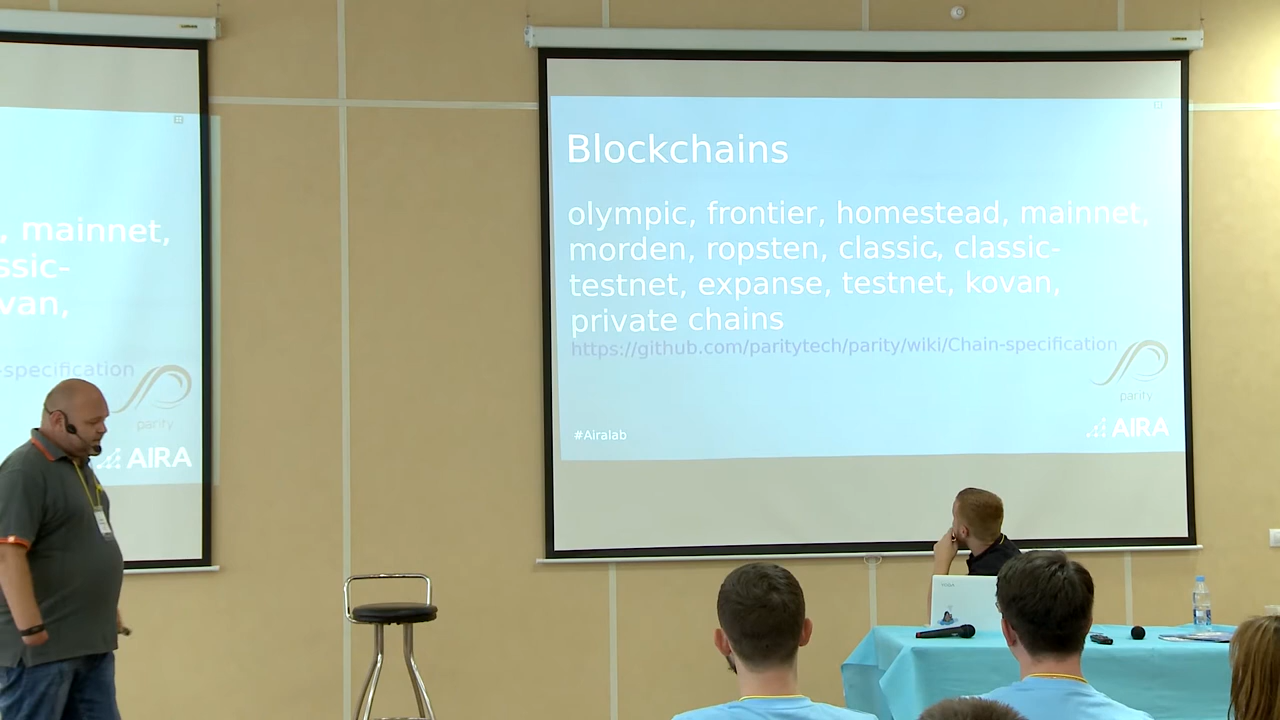 Blockchains
olympic, frontier, homestead, mainnet,
morden, ropsten, classic, classic-
testnet, expanse, testnet, kovan,
private chains
https://github.com/paritytech/parity/wiki/Chain-specification
parity
#Airalab
AIRA
, mainnet,
ssic-
van,
-specification
parity
AIRA